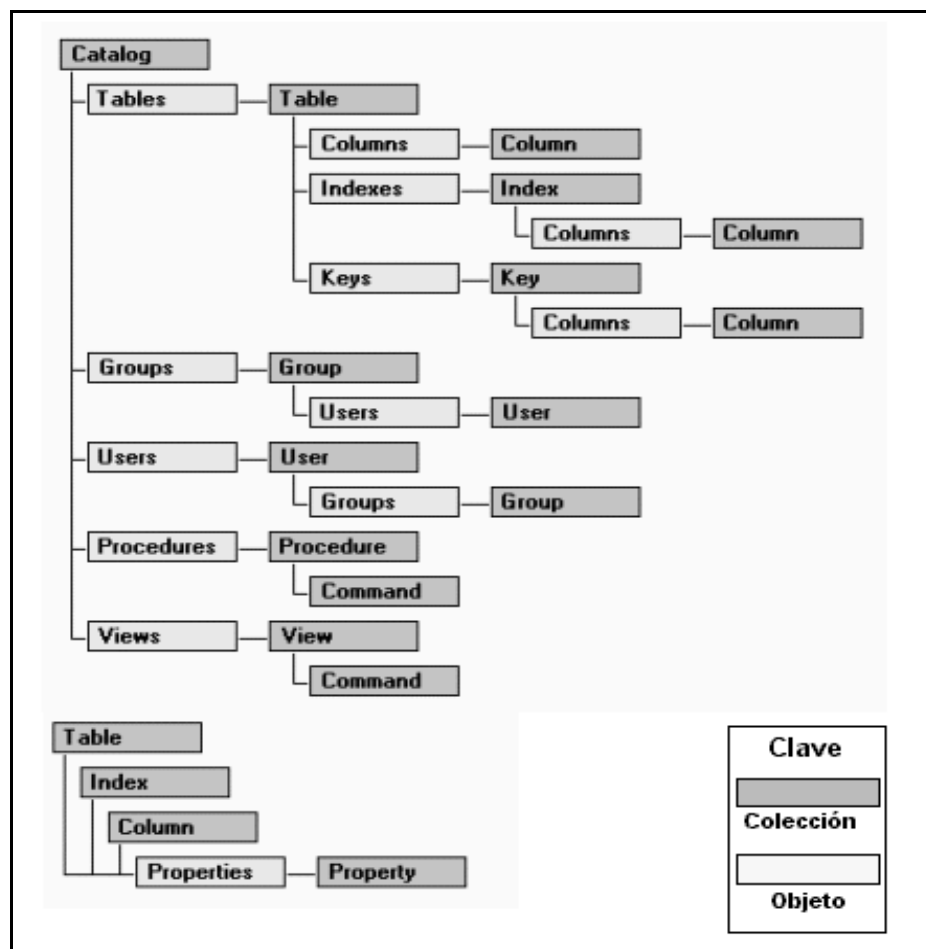 Catalog
Tables Table
Columns Column
Indexes Index
Columns Column
Keys Key
Columns Column
Groups Group
Users User
Users User
Groups Group
Procedures Procedure
Command
Views View
Command
Table
Index
Column
Properties Property
Clave
Colección
Objeto